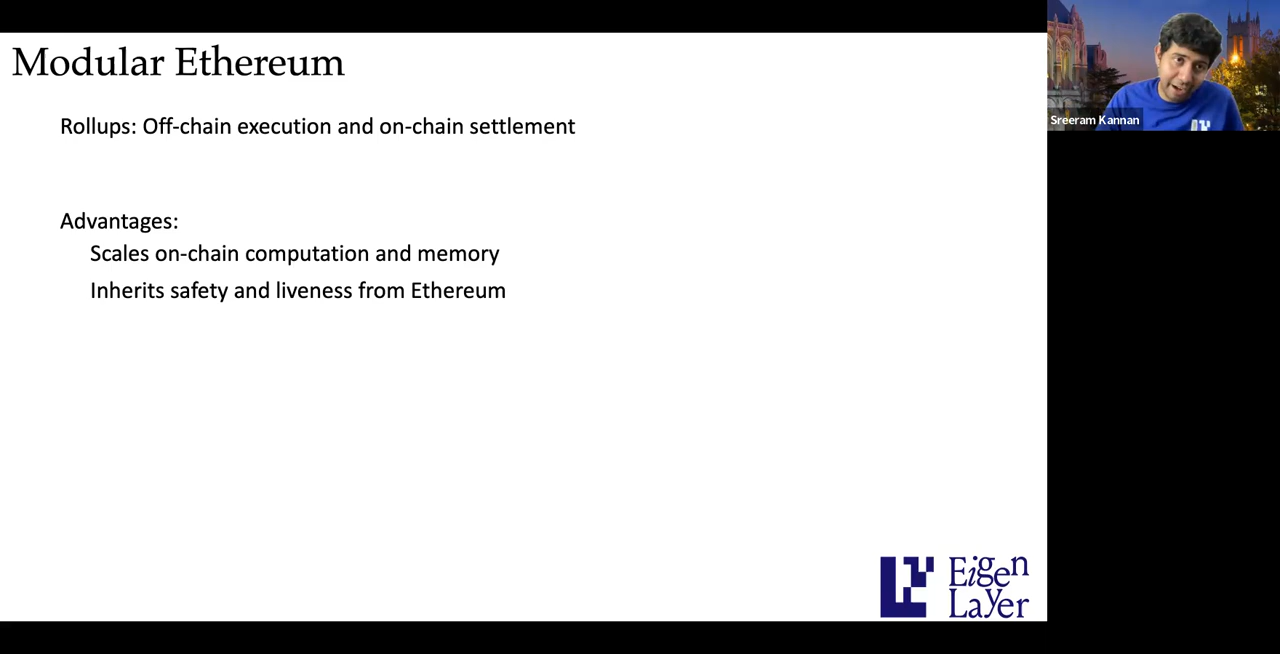 Modular Ethereum
Rollups: Off-chain execution and on-chain settlement
Advantages:
Scales on-chain computation and memory
Inherits safety and liveness from Ethereum
Eigen
Layer
Sreeram Kannan